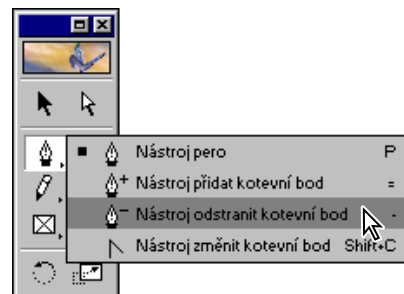 Nástroj pero P
Nástroj přidat kotevní bod =
Nástroj odstranit kotevní bod -
Nástroj změnit kotevní bod Shift+C